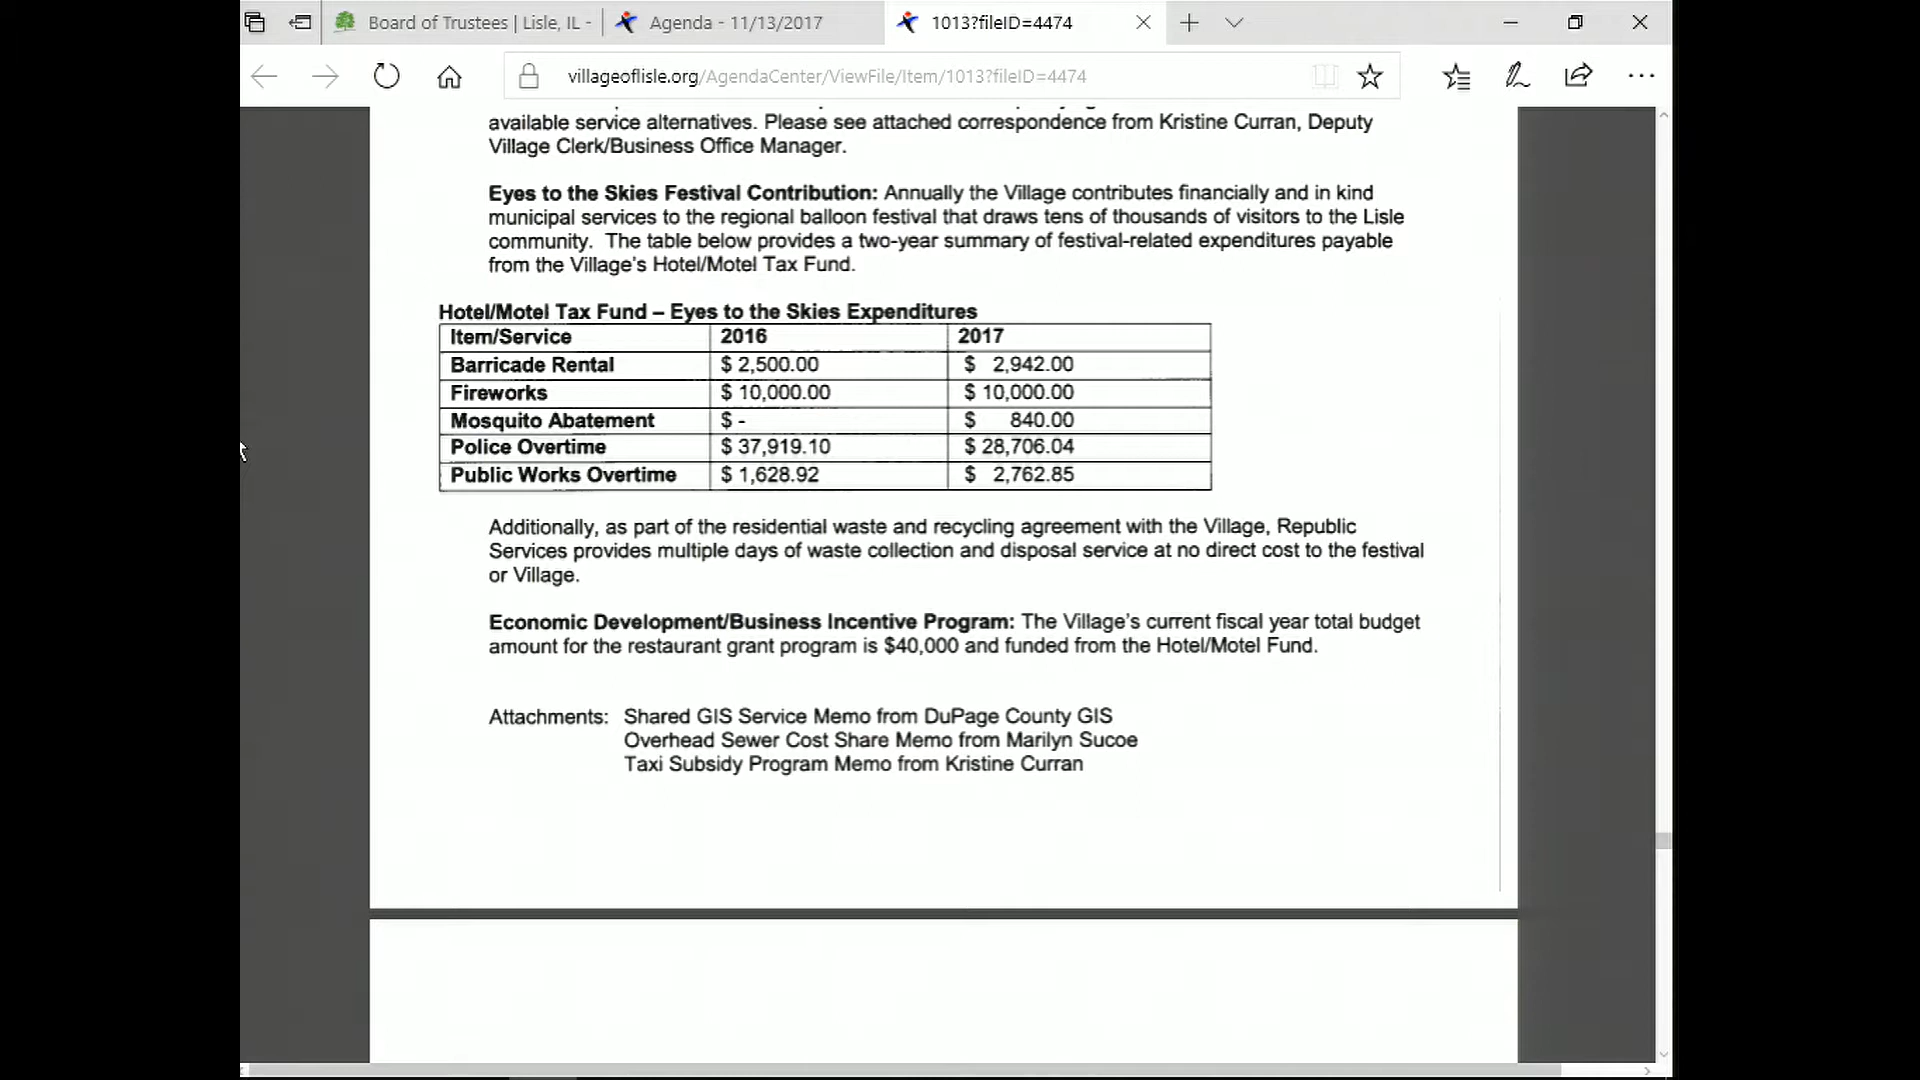 Board of Trustees | Lisle, IL -
Agenda - 11/13/2017
1013?fileID=4474
villageoflisle.org/AgendaCenter/ViewFile/Item/1013?fileID=4474
available service alternatives. Please see attached correspondence from Kristine Curran, Deputy
Village Clerk/Business Office Manager.
Eyes to the Skies Festival Contribution: Annually the Village contributes financially and in kind
municipal services to the regional balloon festival that draws tens of thousands of visitors to the Lisle
community. The table below provides a two-year summary of festival-related expenditures payable
from the Village's Hotel/Motel Tax Fund.
Hotel/Motel Tax Fund – Eyes to the Skies Expenditures
Item/Service 2016 2017
Barricade Rental $ 2,500.00 $ 2,942.00
Fireworks $ 10,000.00 $ 10,000.00
Mosquito Abatement $ - $ 840.00
Police Overtime $ 37,919.10 $ 28,706.04
Public Works Overtime $ 1,628.92 $ 2,762.85
Additionally, as part of the residential waste and recycling agreement with the Village, Republic
Services provides multiple days of waste collection and disposal service at no direct cost to the festival
or Village.
Economic Development/Business Incentive Program: The Village's current fiscal year total budget
amount for the restaurant grant program is $40,000 and funded from the Hotel/Motel Fund.
Attachments: Shared GIS Service Memo from DuPage County GIS
Overhead Sewer Cost Share Memo from Marilyn Sucoe
Taxi Subsidy Program Memo from Kristine Curran